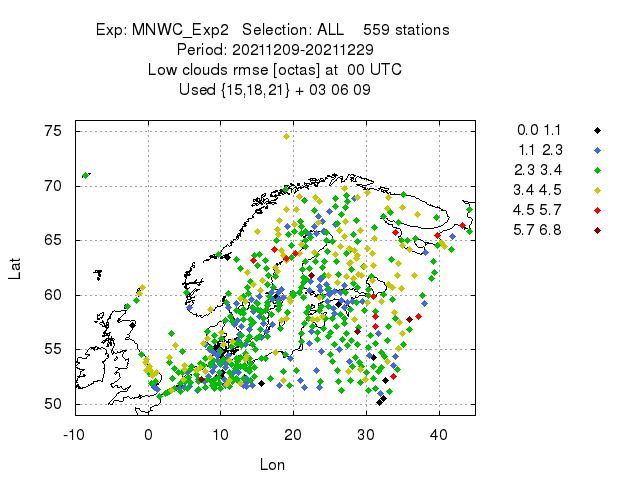 Exp: MNWC_Exp2   Selection: ALL    559 stations
Period: 20211209-20211229
Low clouds rmse [octas] at  00 UTC
Used {15,18,21} + 03 06 09
0.0 1.1
1.1 2.3
2.3 3.4
3.4 4.5
4.5 5.7
5.7 6.8
75
70
65
60
55
50
Lat
-10 0 10 20 30 40
Lon